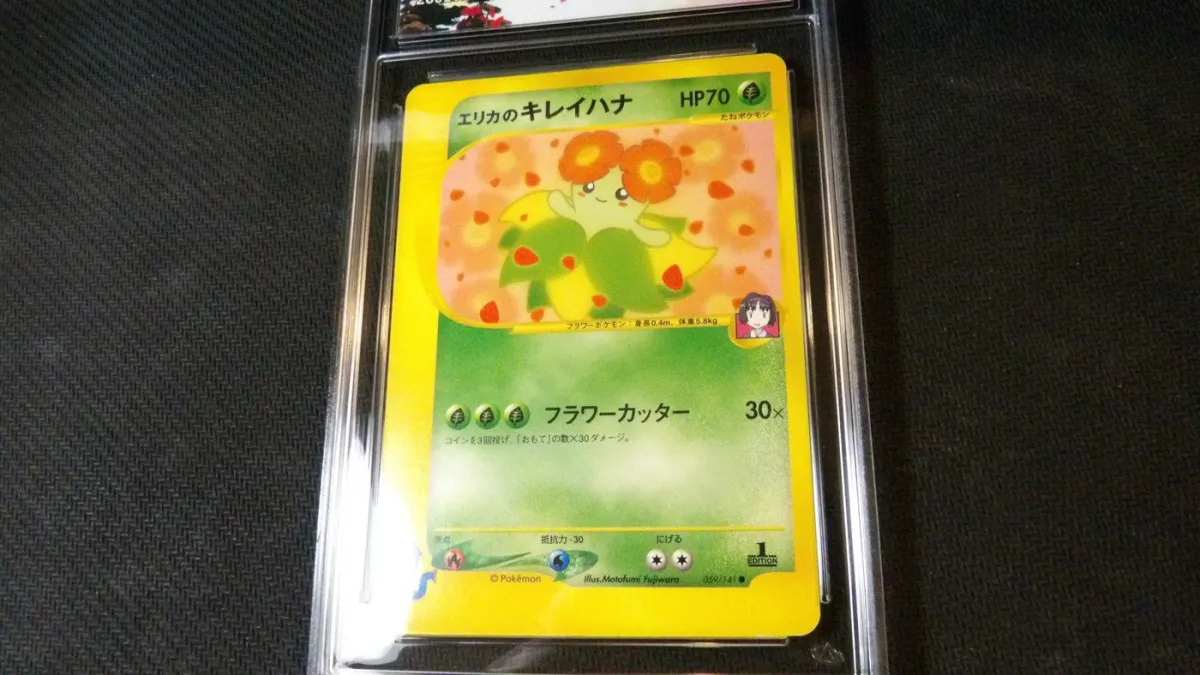 エリカのキレイハナ HP70
たねポケモン
フラワーポケモン：身長0.4m、体重5.8kg
フラワーカッター 30×
コインを3回投げ、「おもて」の数×30ダメージ。
抵抗力-30 にげる
1
EDITION
©Pokémon Illus.Motofumi Fujiwara 059/141●